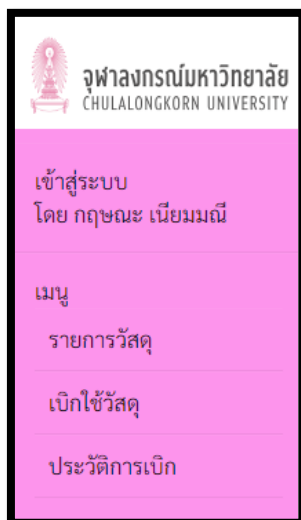 จุฬาลงกรณ์มหาวิทยาลัย
CHULALONGKORN UNIVERSITY
เข้าสู่ระบบ
โดย กฤษณะ เนียมมณี
เมนู
รายการวัสดุ
เบิกใช้วัสดุ
ประวัติการเบิก